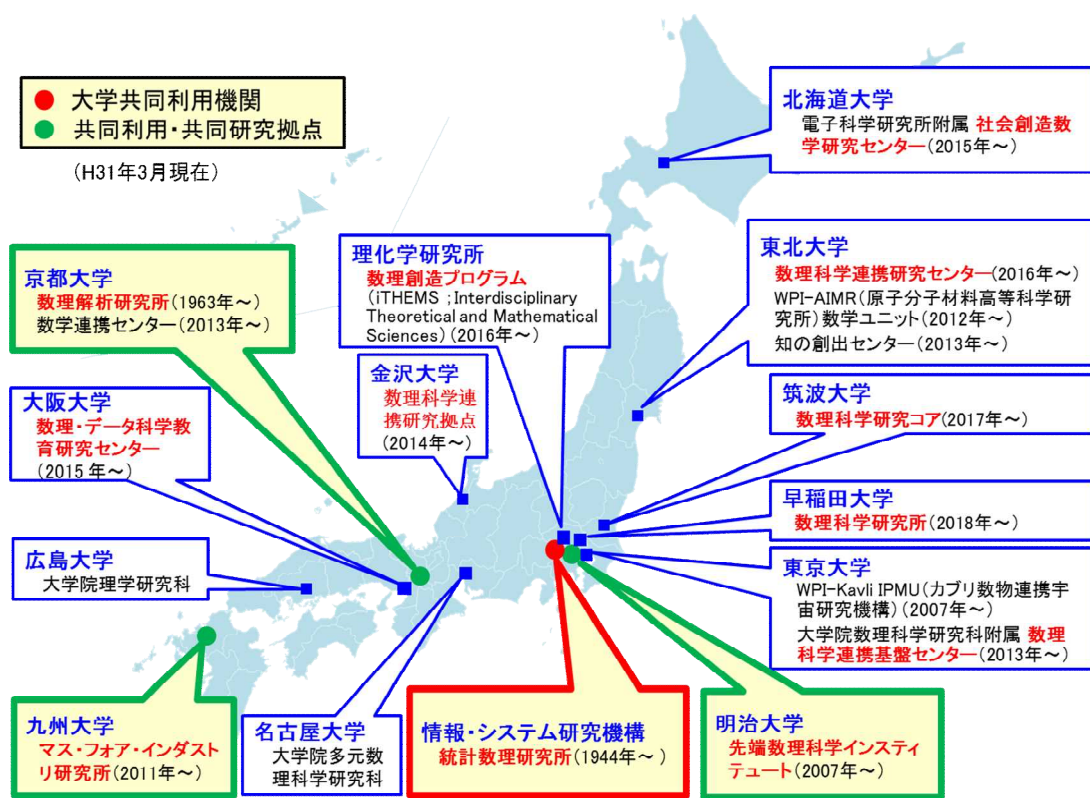 大学共同利用機関
共同利用・共同研究拠点
(H31年3月現在)
北海道大学
電子科学研究所附属 社会創造数
学研究センター(2015年~)
京都大学
数理解析研究所(1963年~)
数学連携センター(2013年~)
理化学研究所
数理創造プログラム
(iTHEMS ;Interdisciplinary
Theoretical and Mathematical
Sciences)(2016年~)
東北大学
数理科学連携研究センター(2016年~)
WPI-AIMR(原子分子材料高等科学研
究所)数学ユニット(2012年~)
知の創出センター(2013年~)
大阪大学
数理・データ科学教
育研究センター
(2015 年~)
金沢大学
数理科学連
携研究拠点
(2014年~)
筑波大学
数理科学研究コア(2017年~)
早稲田大学
数理科学研究所(2018年~)
広島大学
大学院理学研究科
東京大学
WPI-Kavli IPMU(カブリ数物連携宇
宙研究機構)(2007年~)
大学院数理科学研究科附属 数理
科学連携基盤センター(2013年~)
九州大学
マス・フォア・インダスト
リ研究所(2011年~)
名古屋大学
大学院多元数
理科学研究科
情報・システム研究機構
統計数理研究所(1944年~)
明治大学
先端数理科学インスティ
テュート(2007年~)